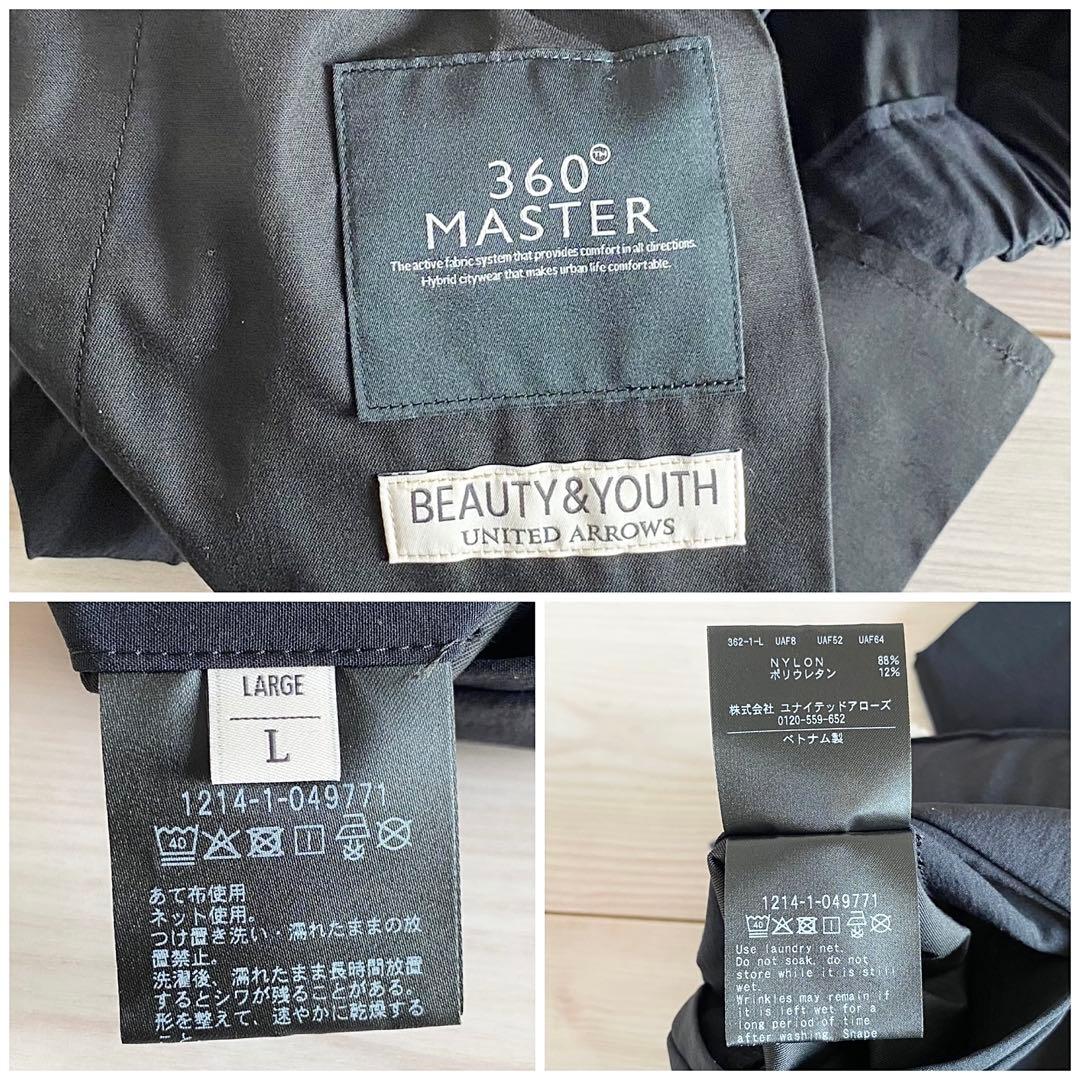 360°
TM
MASTER
The active fabric system that provides comfort in all directions.
Hybrid citywear that makes urban life comfortable.
BEAUTY&YOUTH
UNITED ARROWS
LARGE
L
1214-1-049771
40
あて布使用
ネット使用。
つけ置き洗い・濡れたままの放
置禁止。
洗濯後、濡れたまま長時間放置
するとシワが残ることがある。
形を整えて、速やかに乾燥する
362-1-L UAF8 UAF52 UAF64
NYLON 88%
ポリウレタン 12%
株式会社 ユナイテッドアローズ
0120-559-652
ベトナム製
1214-1-049771
40
Use laundry net.
Do not soak, do not
store while it is still
wet.
Wrinkles may remain if
it is left wet for a
long period of time
after washing. Shape